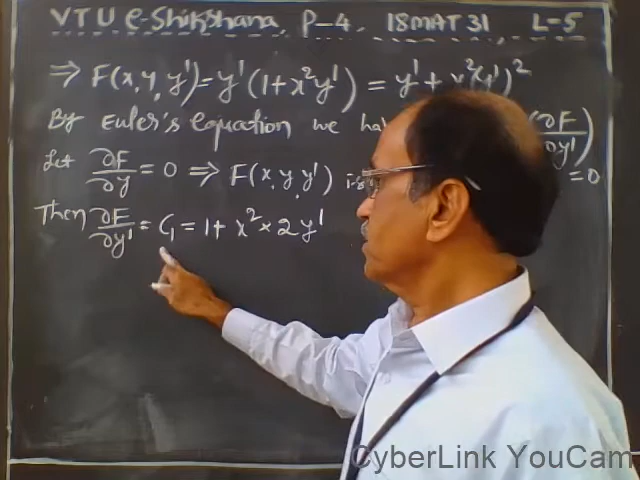 VTU e-Shikshana, P-4, 18MAT31 L-5
⇒ F(x, y, y') = y'(1+x²y') = y' + x²(y')²
By Euler's equation we ha (∂F/∂y') = 0
Let ∂F/∂y = 0 ⇒ F(x, y, y') is
Then ∂F/∂y' = C₁ = 1 + x² × 2y'
CyberLink YouCam